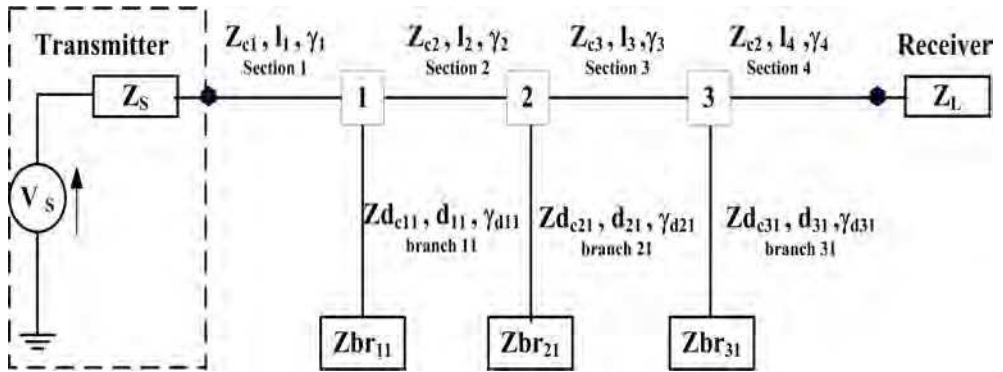 Transmitter
Z_S
V_S
Z_c1, l_1, γ_1
Section 1
Z_c2, l_2, γ_2
Section 2
Z_c3, l_3, γ_3
Section 3
Z_c2, l_4, γ_4
Section 4
Receiver
Z_L
1
2
3
Zd_c11, d_11, γ_d11
branch 11
Zd_c21, d_21, γ_d21
branch 21
Zd_c31, d_31, γ_d31
branch 31
Zbr_11
Zbr_21
Zbr_31